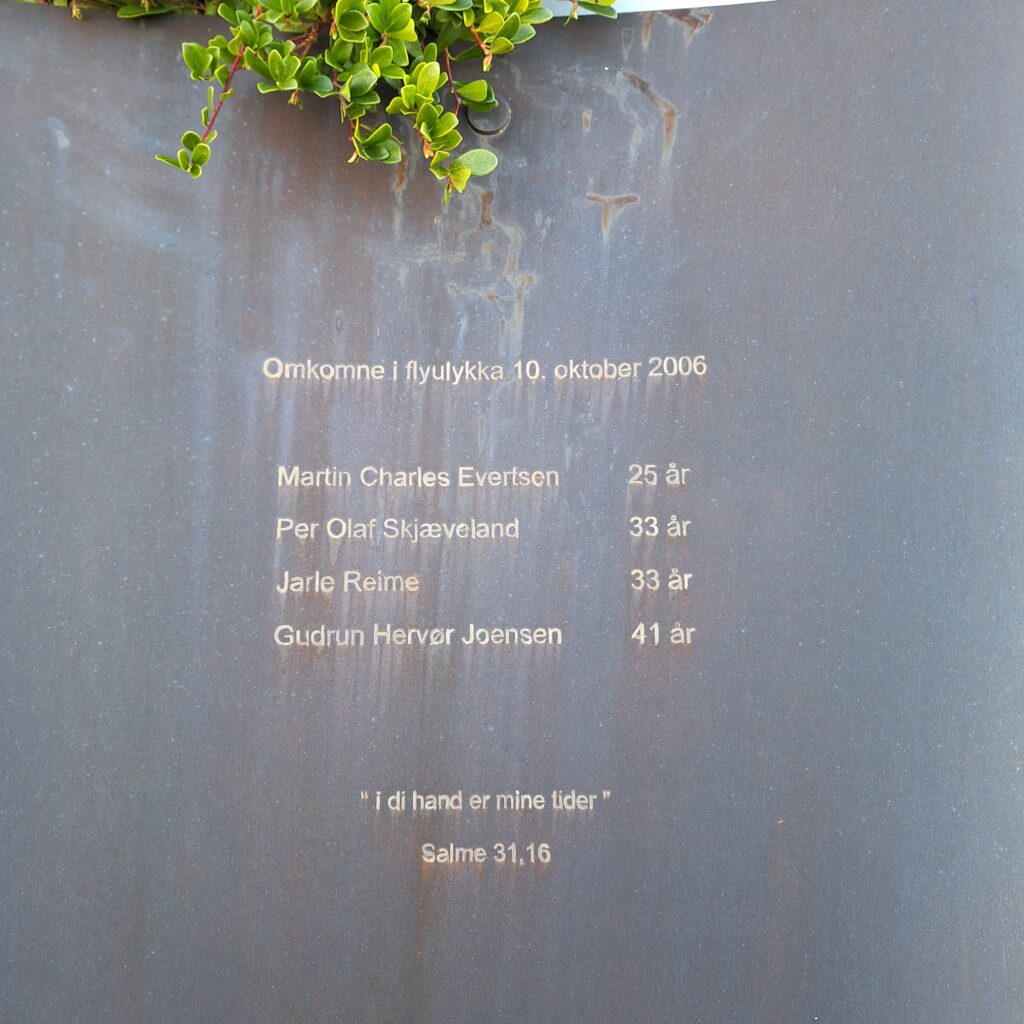 Omkomne i flyulykka 10. oktober 2006
Martin Charles Evertsen 25 år
Per Olaf Skjæveland 33 år
Jarle Reime 33 år
Gudrun Hervør Joensen 41 år
" i di hand er mine tider "
Salme 31,16